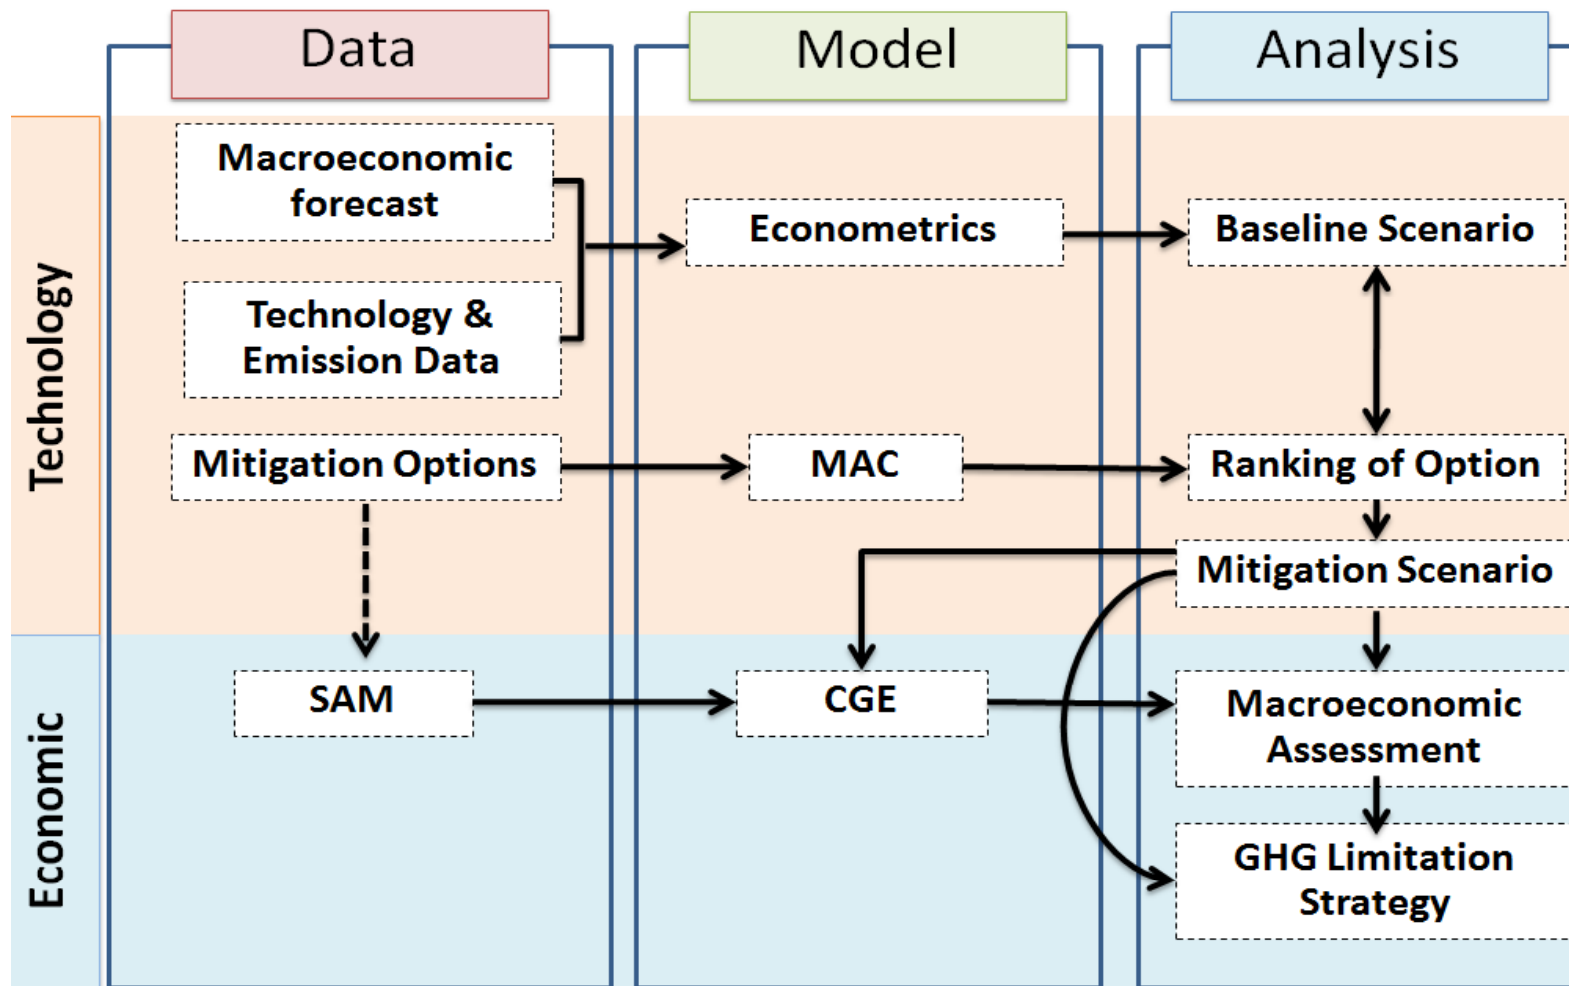 Data
Model
Analysis
Technology
Macroeconomic
forecast
Econometrics
Baseline Scenario
Technology &
Emission Data
Mitigation Options
MAC
Ranking of Option
Mitigation Scenario
Economic
SAM
CGE
Macroeconomic
Assessment
GHG Limitation
Strategy